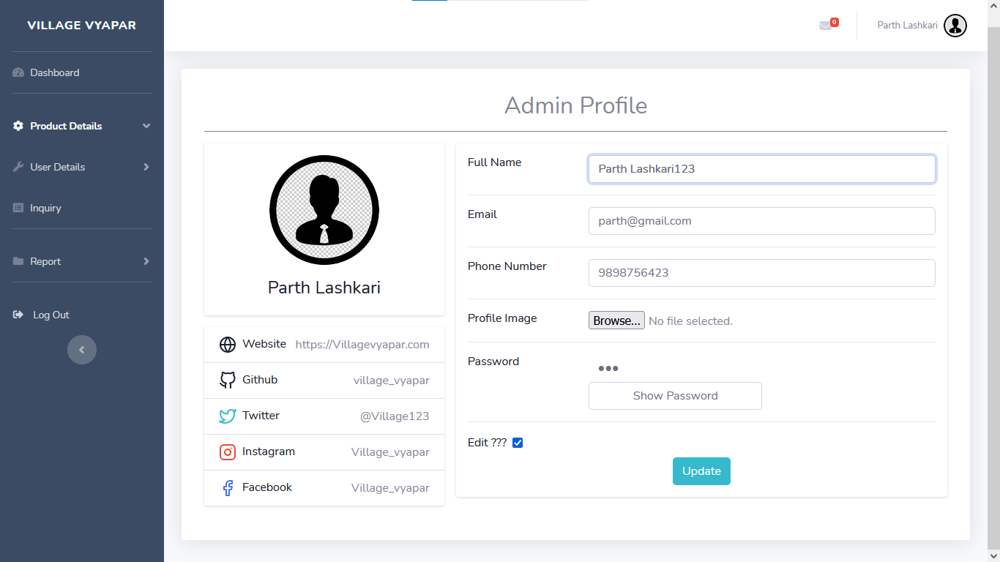 VILLAGE VYAPAR
Dashboard
Product Details
User Details
Inquiry
Report
Log Out
0
Parth Lashkari
Admin Profile
Parth Lashkari
Website https://Villagevyapar.com
Github village_vyapar
Twitter @Village123
Instagram Village_vyapar
Facebook Village_vyapar
Full Name Parth Lashkari123
Email parth@gmail.com
Phone Number 9898756423
Profile Image Browse... No file selected.
Password •••
Show Password
Edit ???
Update